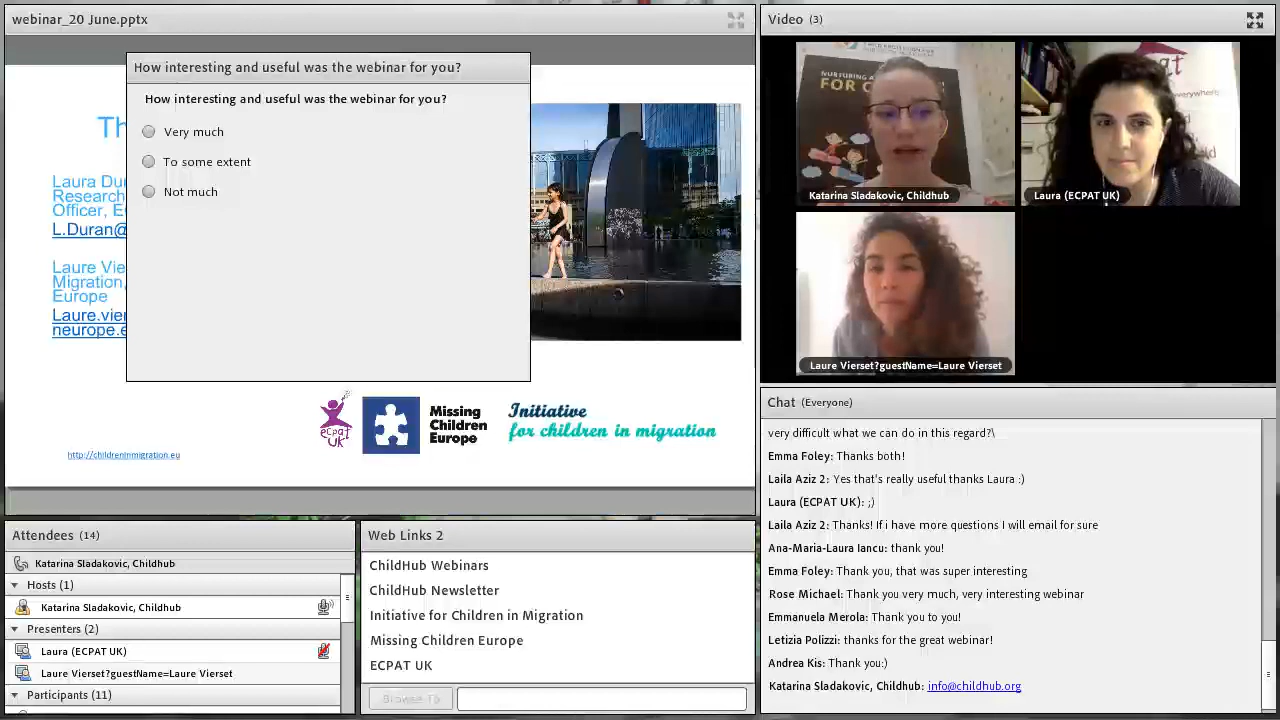 webinar_20 June.pptx
How interesting and useful was the webinar for you?
How interesting and useful was the webinar for you?
Very much
To some extent
Not much
Th
Laura Dur
Research
Officer, E
L.Duran@
Laure Vie
Migration,
Europe
Laure.vier
neurope.e
ecpat
UK
Missing
Children
Europe
Initiative
for children in migration
http://childreninmigration.eu
Video (3)
NURTURING A
FOR C
Katarina Sladakovic, Childhub
Laura (ECPAT UK)
Laure Vierset?guestName=Laure Vierset
Attendees (14)
Katarina Sladakovic, Childhub
Hosts (1)
Katarina Sladakovic, Childhub
Presenters (2)
Laura (ECPAT UK)
Laure Vierset?guestName=Laure Vierset
Participants (11)
Web Links 2
ChildHub Webinars
ChildHub Newsletter
Initiative for Children in Migration
Missing Children Europe
ECPAT UK
Browse To
Chat (Everyone)
very difficult what we can do in this regard?\
Emma Foley: Thanks both!
Laila Aziz 2: Yes that's really useful thanks Laura :)
Laura (ECPAT UK): ;)
Laila Aziz 2: Thanks! If i have more questions I will email for sure
Ana-Maria-Laura Iancu: thank you!
Emma Foley: Thank you, that was super interesting
Rose Michael: Thank you very much, very interesting webinar
Emmanuela Merola: Thank you to you!
Letizia Polizzi: thanks for the great webinar!
Andrea Kis: Thank you:)
Katarina Sladakovic, Childhub: info@childhub.org